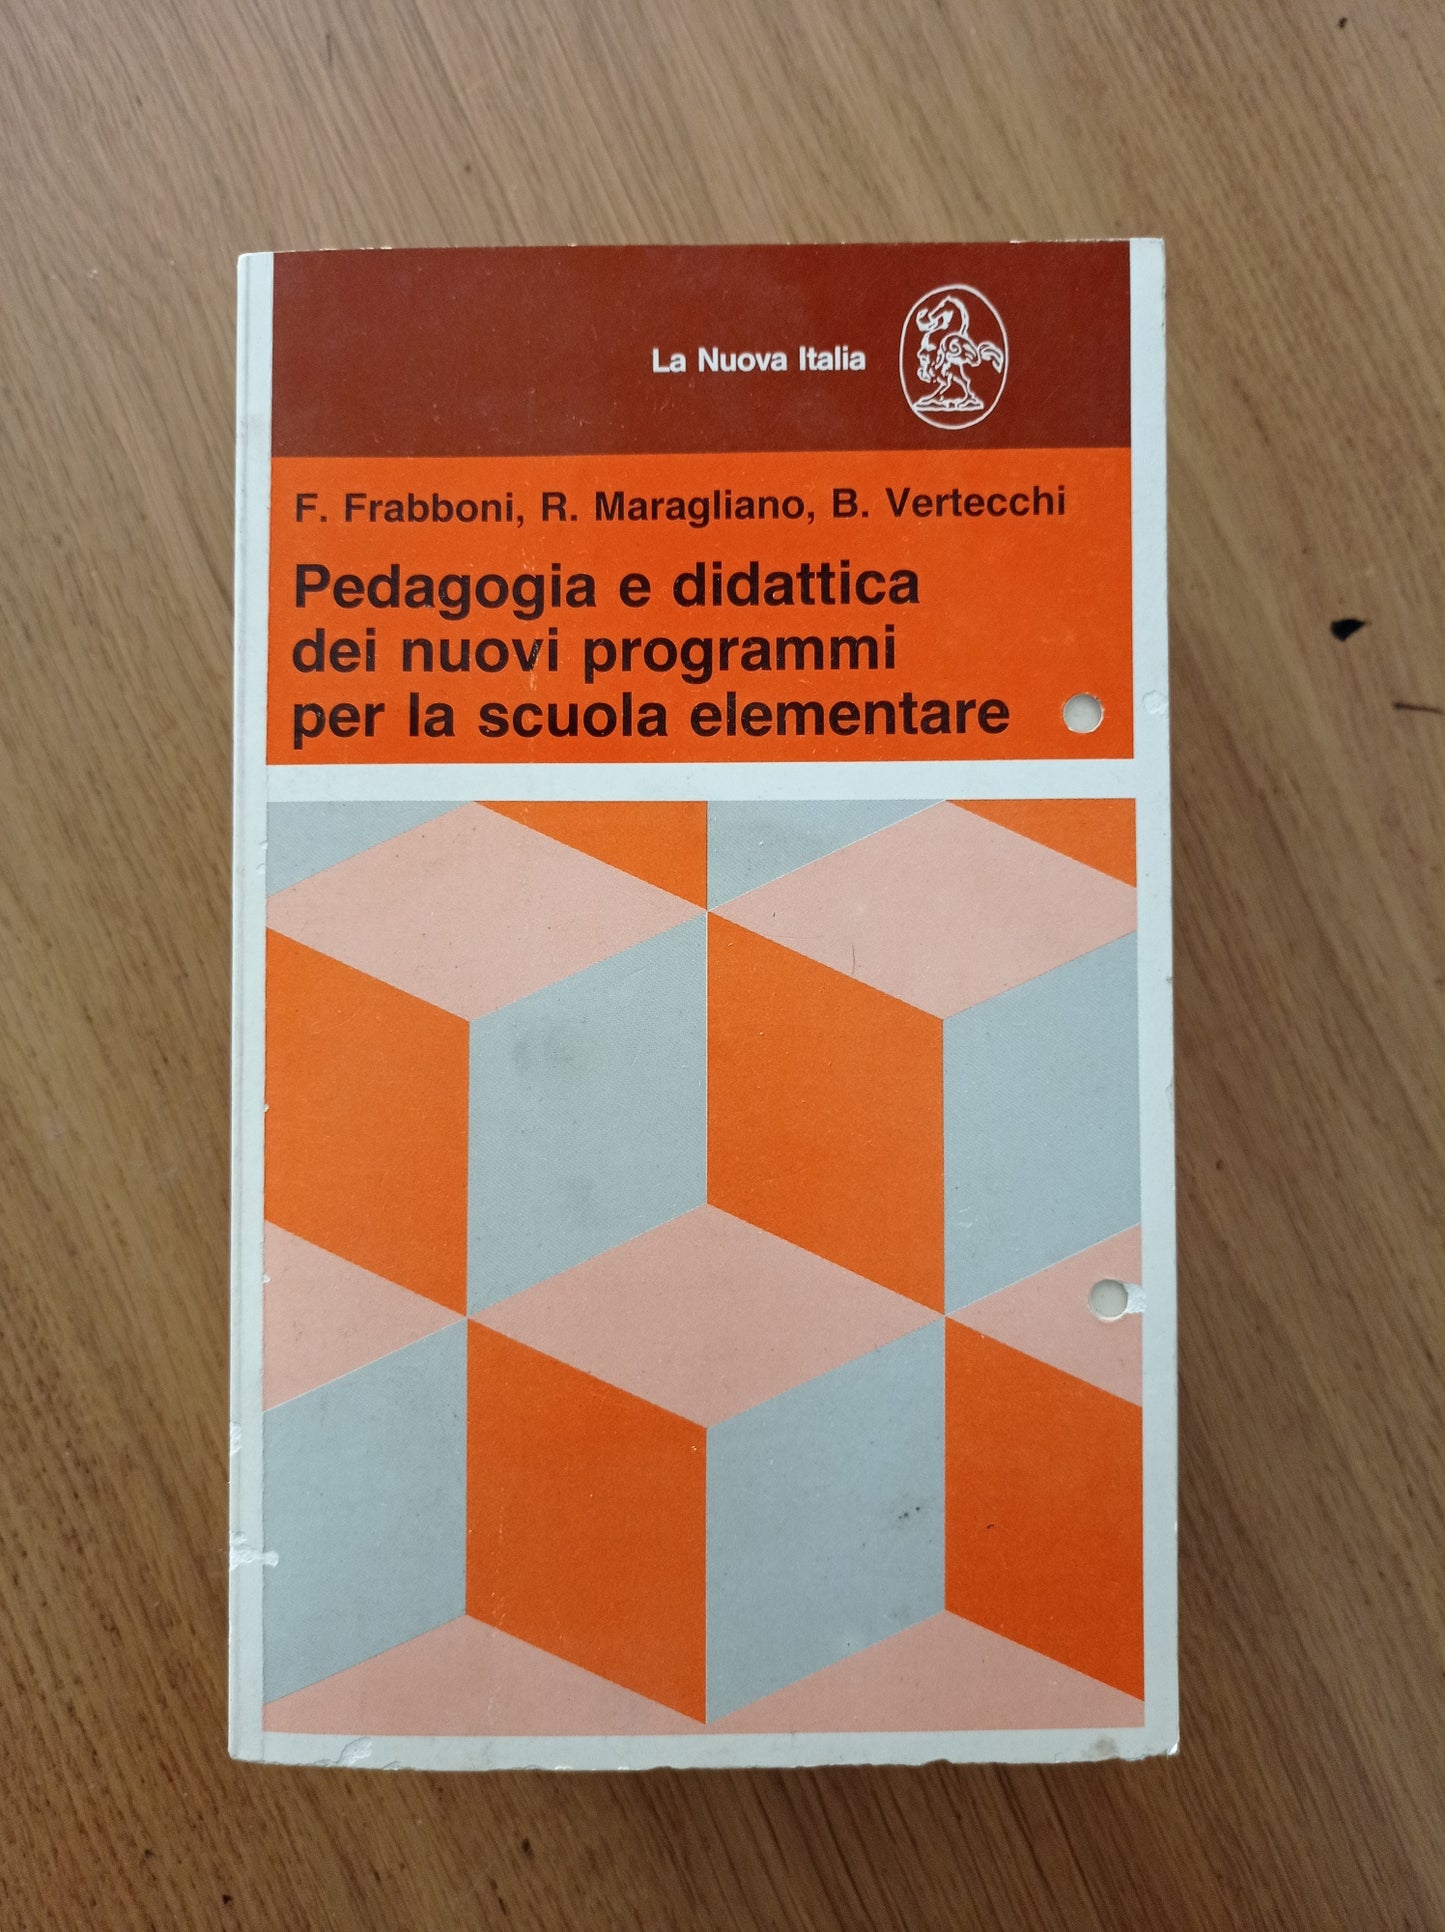 La Nuova Italia
F. Frabboni, R. Maragliano, B. Vertecchi
Pedagogia e didattica
dei nuovi programmi
per la scuola elementare